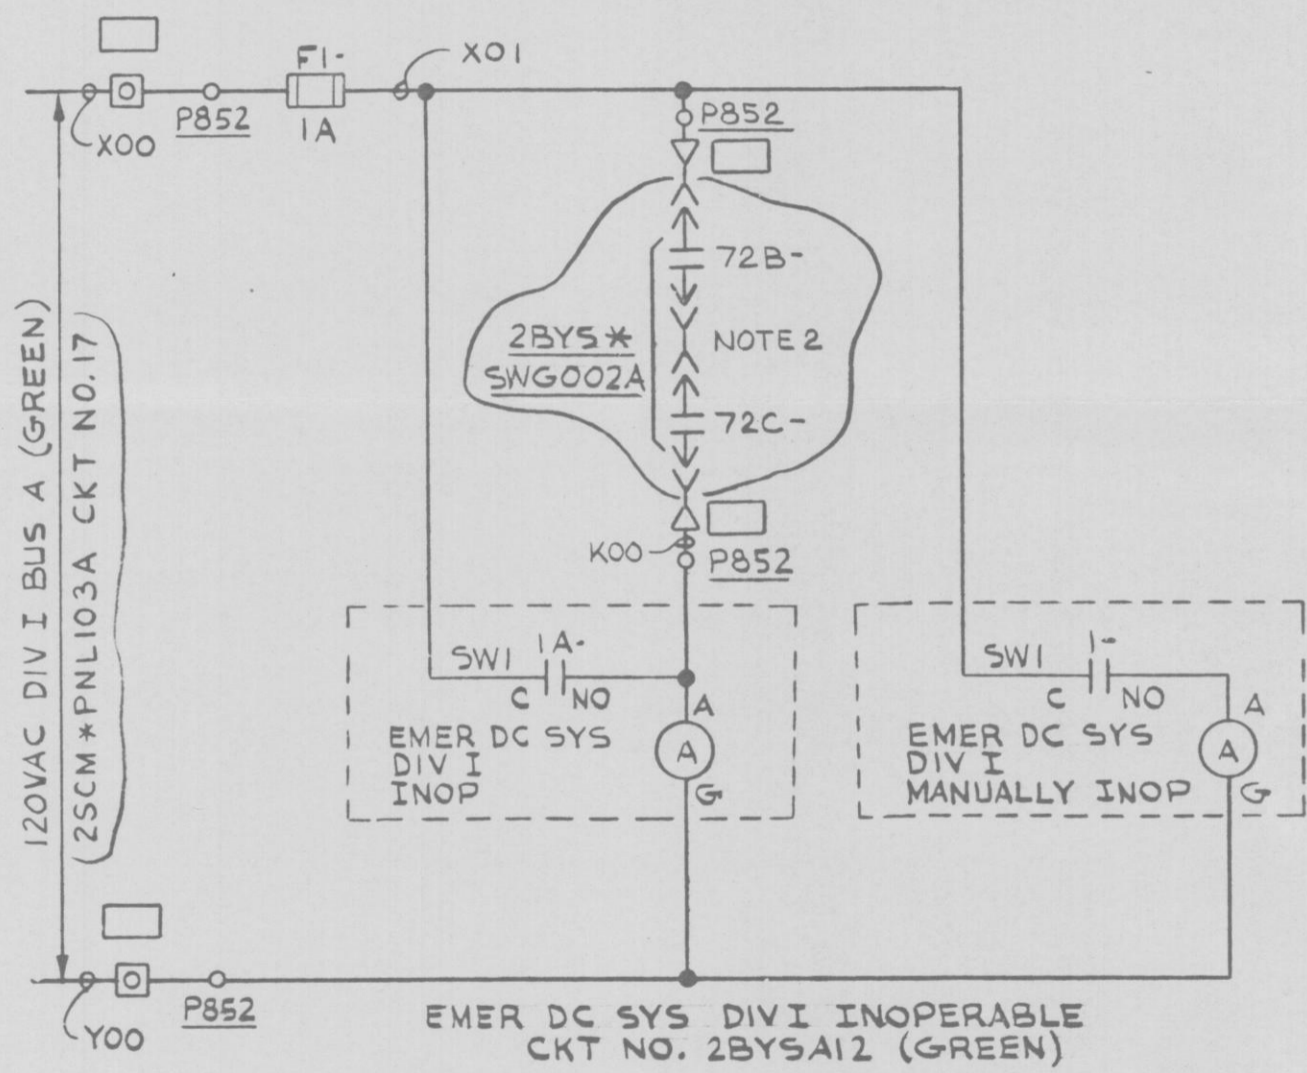 F1-
X01
P852
X00
1A
P852
72B-
2BYS*
SWG002A
NOTE 2
72C-
120VAC DIV I BUS A (GREEN)
2SCM*PNL103A CKT NO.17
K00
P852
SW1
1A-
C
NO
A
A
G
EMER DC SYS
DIV I
INOP
SW1
1-
C
NO
A
A
G
EMER DC SYS
DIV I
MANUALLY INOP
P852
Y00
EMER DC SYS DIV I INOPERABLE
CKT NO. 2BYSA12 (GREEN)